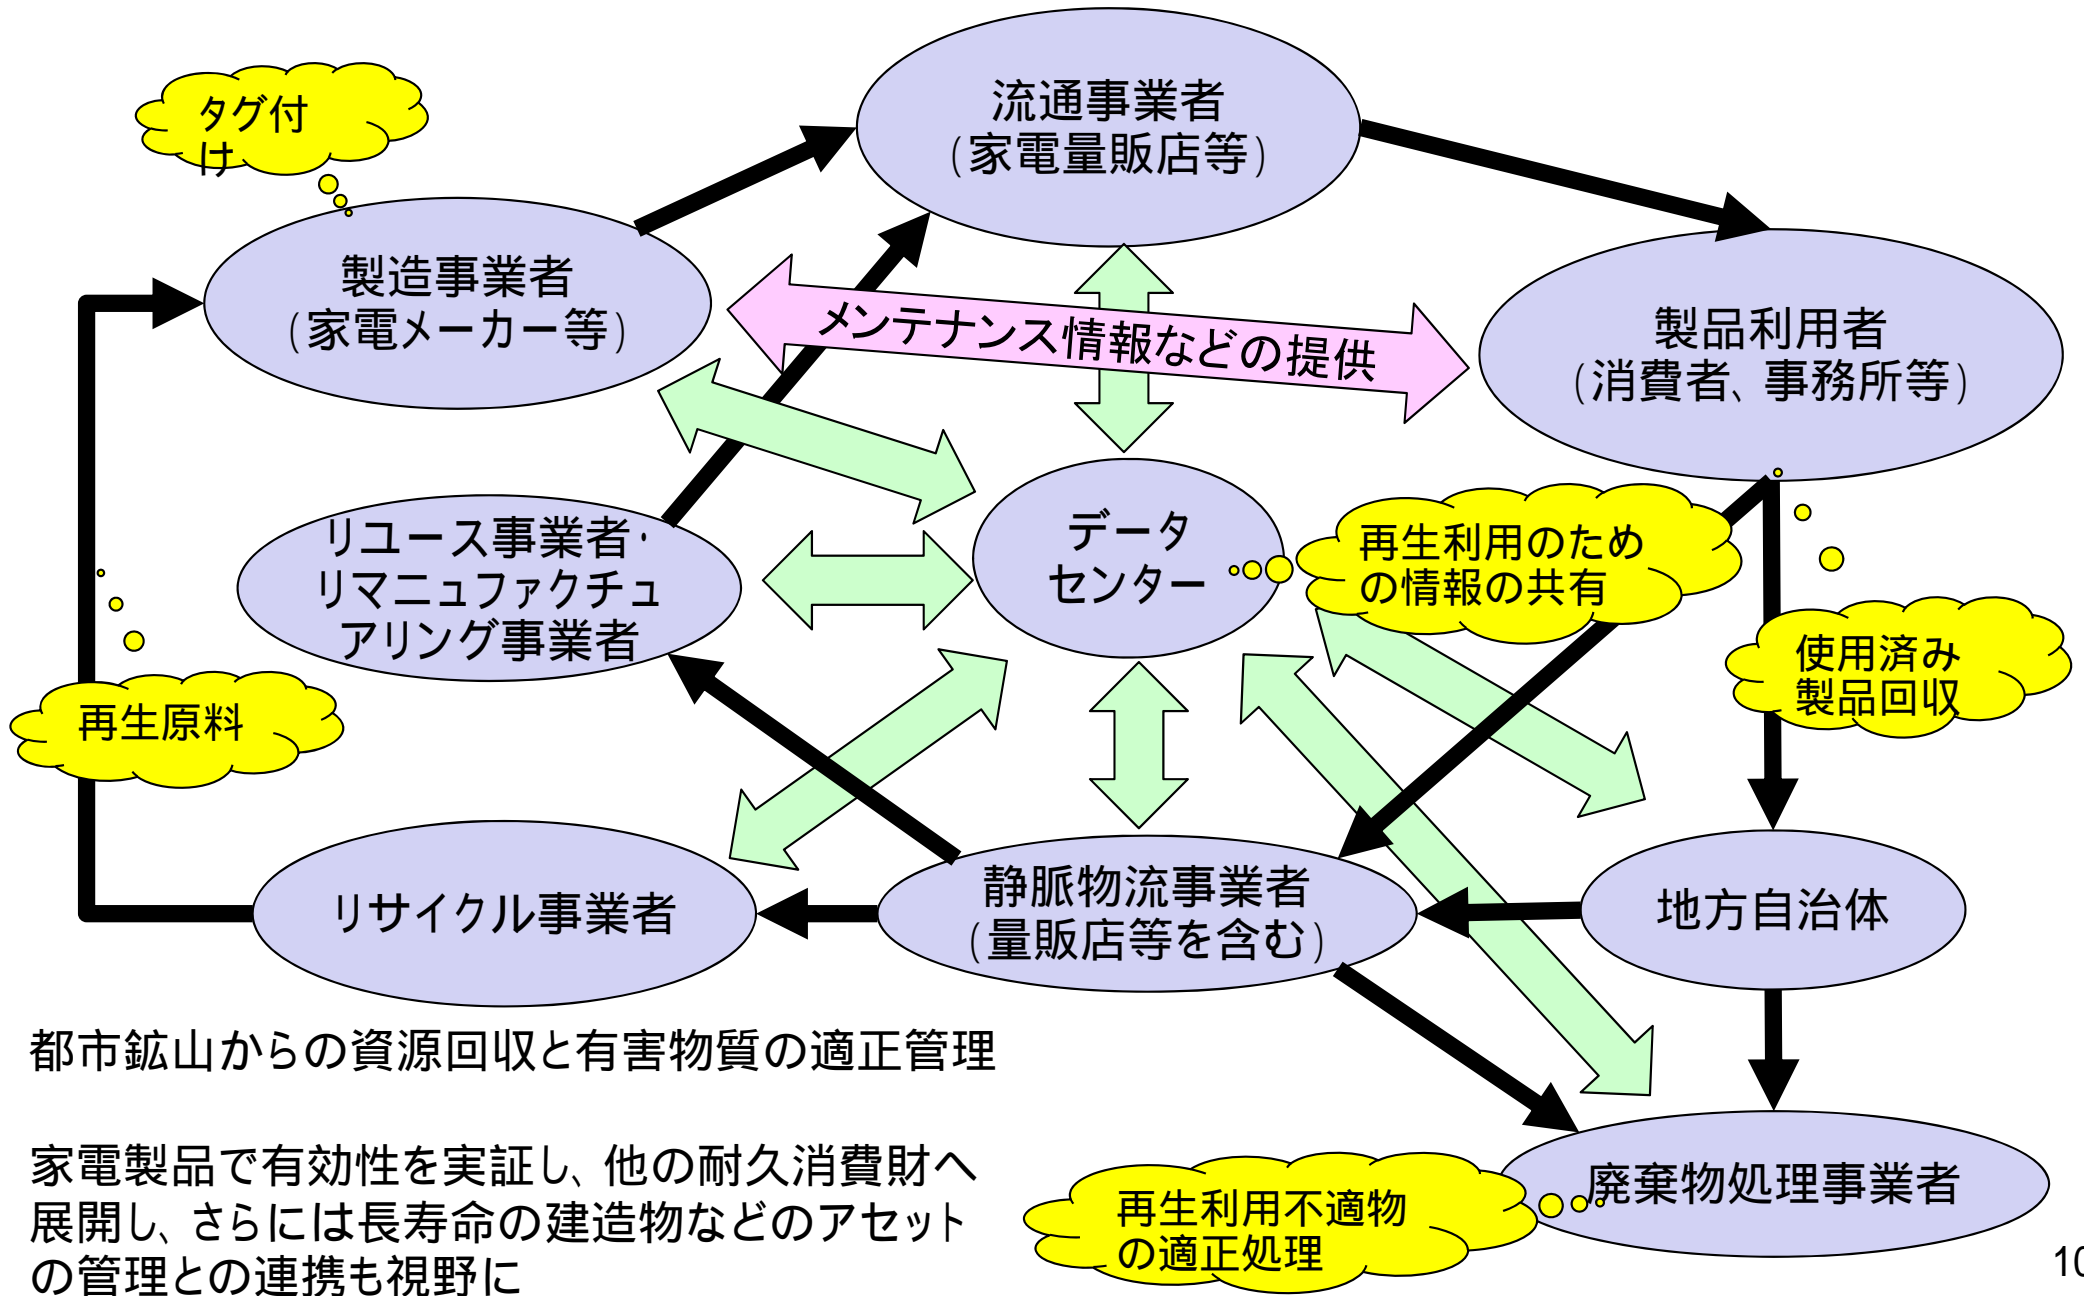 流通事業者
(家電量販店等)
タグ付
け
製造事業者
(家電メーカー等)
メンテナンス情報などの提供
製品利用者
(消費者、事務所等)
リユース事業者・
リマニュファクチュ
アリング事業者
データ
センター
再生利用のため
の情報の共有
使用済み
製品回収
再生原料
リサイクル事業者
静脈物流事業者
(量販店等を含む)
地方自治体
都市鉱山からの資源回収と有害物質の適正管理
家電製品で有効性を実証し、他の耐久消費財へ
展開し、さらには長寿命の建造物などのアセット
の管理との連携も視野に
再生利用不適物
の適正処理
廃棄物処理事業者
10